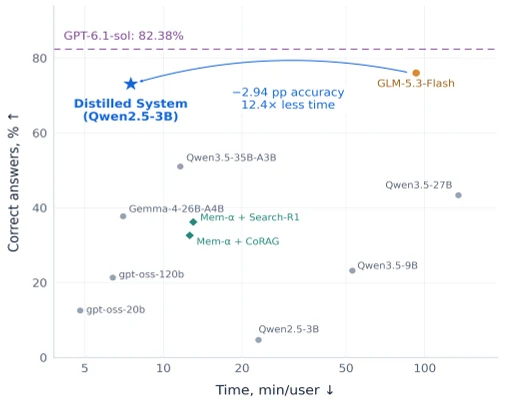 GPT-6.1-sol: 82.38%
GLM-5.3-Flash
−2.94 pp accuracy
12.4× less time
Distilled System
(Qwen2.5-3B)
Qwen3.5-35B-A3B
Qwen3.5-27B
Gemma-4-26B-A4B
Mem-α + Search-R1
Mem-α + CoRAG
gpt-oss-120b
Qwen3.5-9B
gpt-oss-20b
Qwen2.5-3B
Correct answers, % ↑
80
60
40
20
0
5
10
20
50
100
Time, min/user ↓